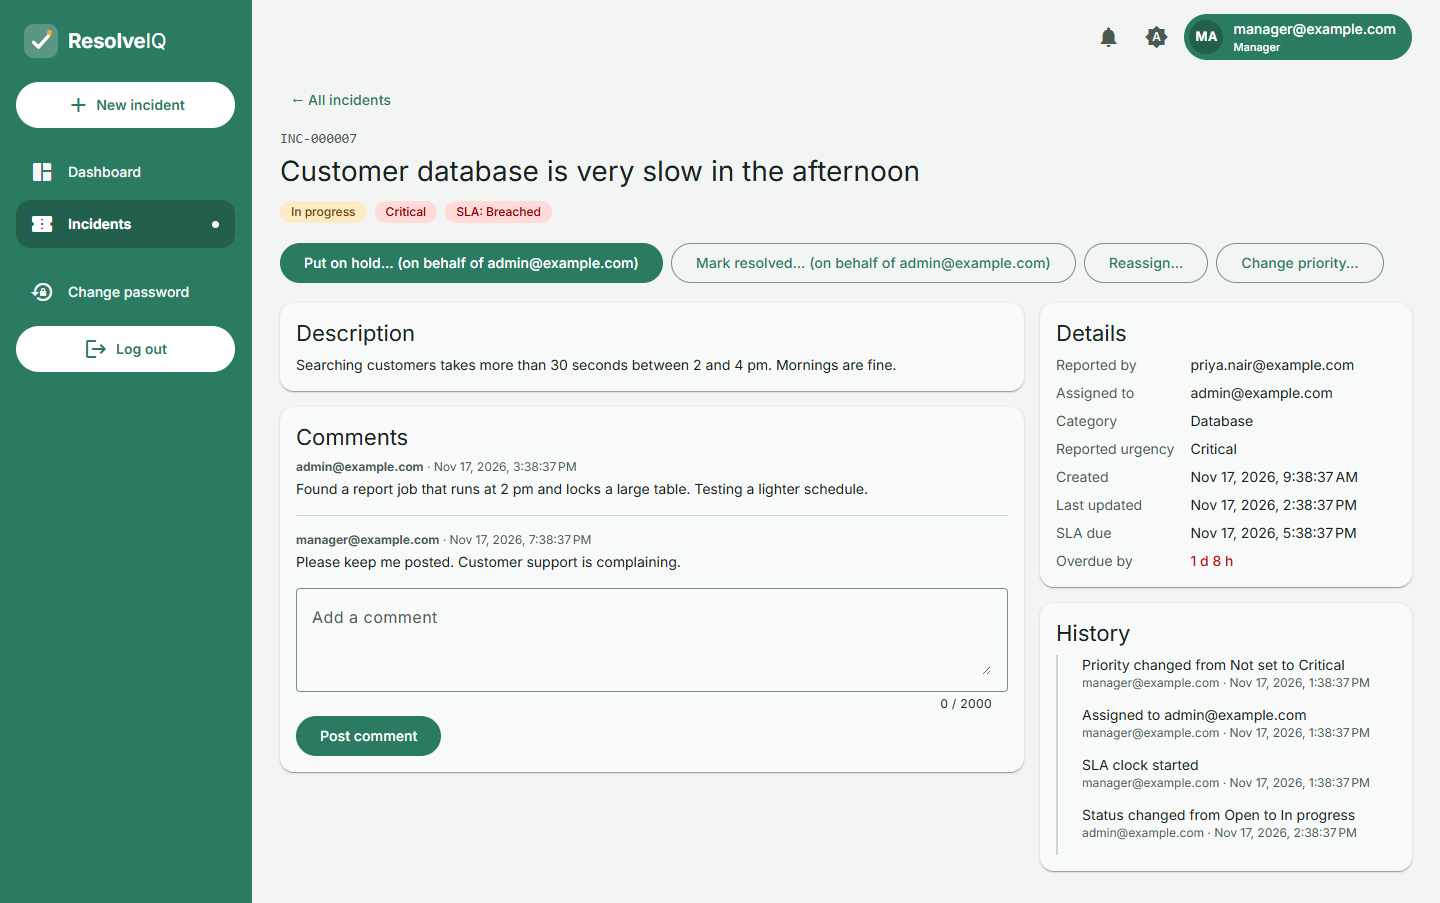 ResolveIQ
New incident
Dashboard
Incidents
Change password
Log out
A
MA
manager@example.com
Manager
← All incidents
INC-000007
Customer database is very slow in the afternoon
In progress
Critical
SLA: Breached
Put on hold... (on behalf of admin@example.com)
Mark resolved... (on behalf of admin@example.com)
Reassign...
Change priority...
Description
Searching customers takes more than 30 seconds between 2 and 4 pm. Mornings are fine.
Comments
admin@example.com · Nov 17, 2026, 3:38:37 PM
Found a report job that runs at 2 pm and locks a large table. Testing a lighter schedule.
manager@example.com · Nov 17, 2026, 7:38:37 PM
Please keep me posted. Customer support is complaining.
Add a comment
0 / 2000
Post comment
Details
Reported by priya.nair@example.com
Assigned to admin@example.com
Category Database
Reported urgency Critical
Created Nov 17, 2026, 9:38:37 AM
Last updated Nov 17, 2026, 2:38:37 PM
SLA due Nov 17, 2026, 5:38:37 PM
Overdue by 1 d 8 h
History
Priority changed from Not set to Critical
manager@example.com · Nov 17, 2026, 1:38:37 PM
Assigned to admin@example.com
manager@example.com · Nov 17, 2026, 1:38:37 PM
SLA clock started
manager@example.com · Nov 17, 2026, 1:38:37 PM
Status changed from Open to In progress
admin@example.com · Nov 17, 2026, 2:38:37 PM